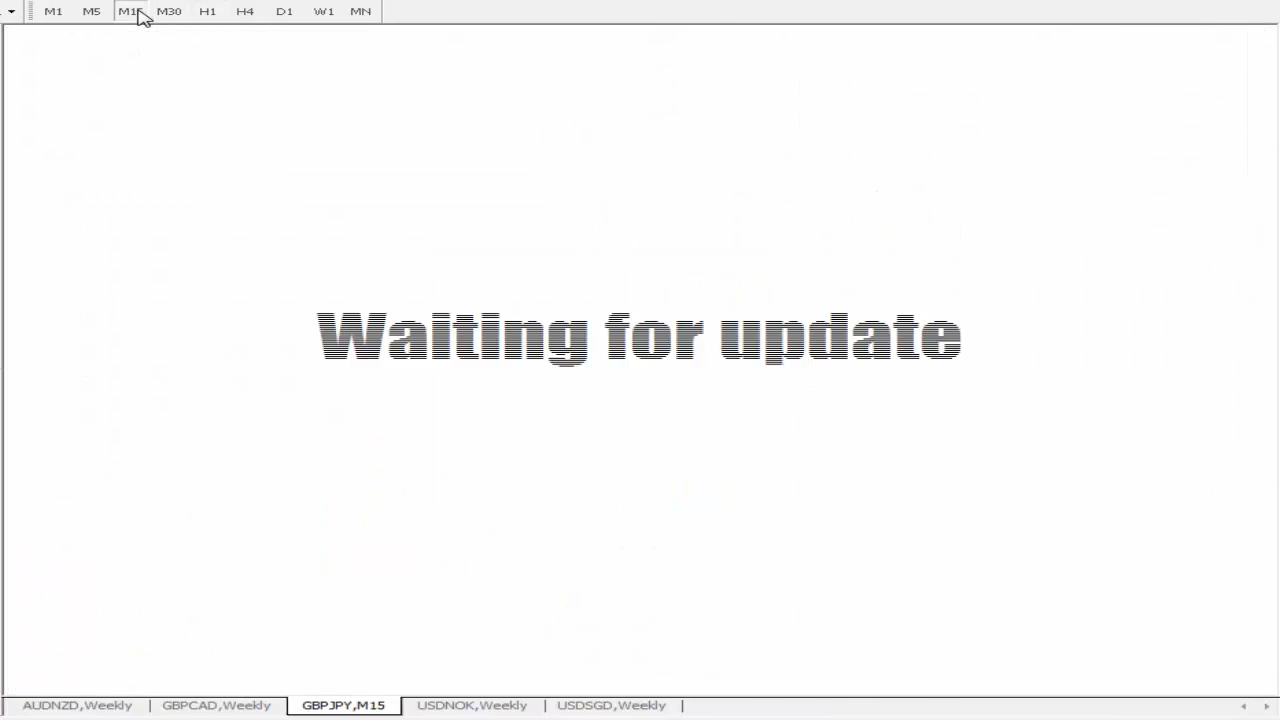 M1 M5 M15 M30 H1 H4 D1 W1 MN
Waiting for update
AUDNZD,Weekly GBPCAD,Weekly GBPJPY,M15 USDNOK,Weekly USDSGD,Weekly